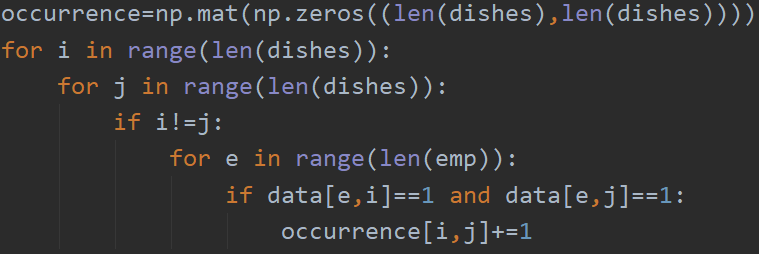 occurrence=np.mat(np.zeros((len(dishes),len(dishes))))
for i in range(len(dishes)):
    for j in range(len(dishes)):
        if i!=j:
            for e in range(len(emp)):
                if data[e,i]==1 and data[e,j]==1:
                    occurrence[i,j]+=1